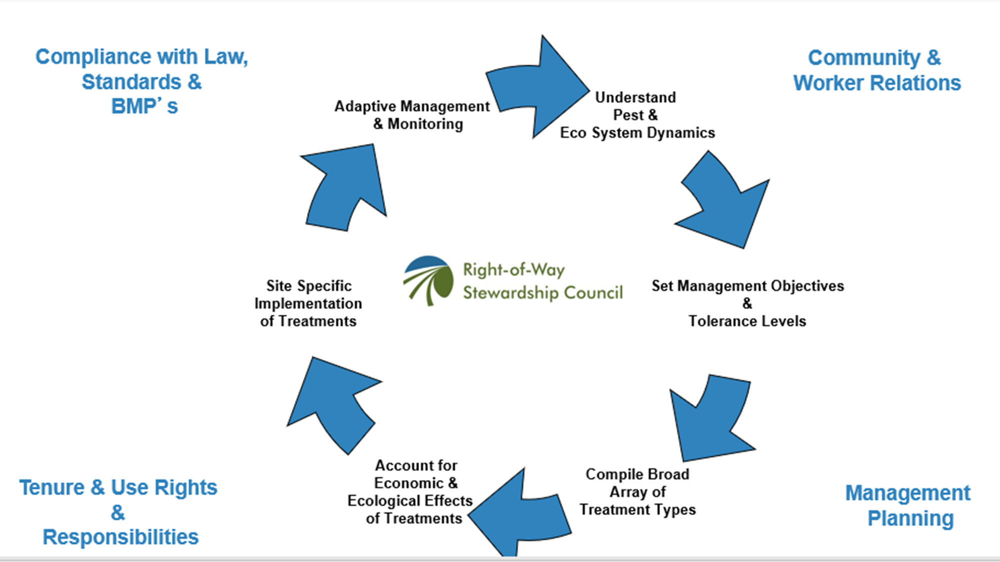 Compliance with Law,
Standards &
BMP’ s
Community &
Worker Relations
Adaptive Management
& Monitoring
Understand
Pest &
Eco System Dynamics
Site Specific
Implementation
of Treatments
Right-of-Way
Stewardship Council
Set Management Objectives
&
Tolerance Levels
Account for
Economic &
Ecological Effects
of Treatments
Compile Broad
Array of
Treatment Types
Tenure & Use Rights
&
Responsibilities
Management
Planning